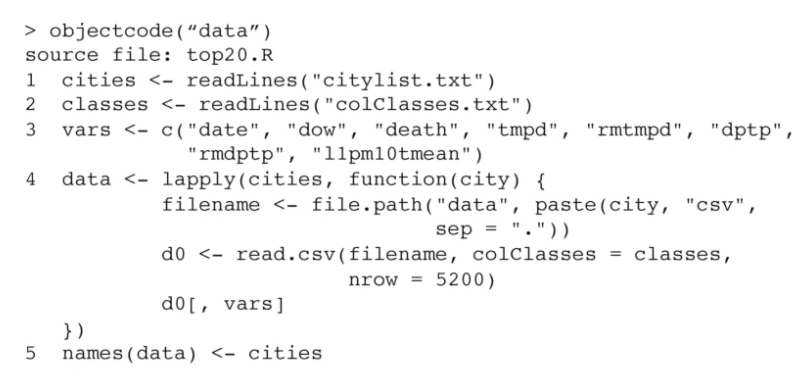 > objectcode(“data”)
source file: top20.R
1 cities <- readLines("citylist.txt")
2 classes <- readLines("colClasses.txt")
3 vars <- c("date", "dow", "death", "tmpd", "rmtmpd", "dptp",
"rmdptp", "l1pm10tmean")
4 data <- lapply(cities, function(city) {
filename <- file.path("data", paste(city, "csv",
sep = "."))
d0 <- read.csv(filename, colClasses = classes,
nrow = 5200)
d0[, vars]
})
5 names(data) <- cities